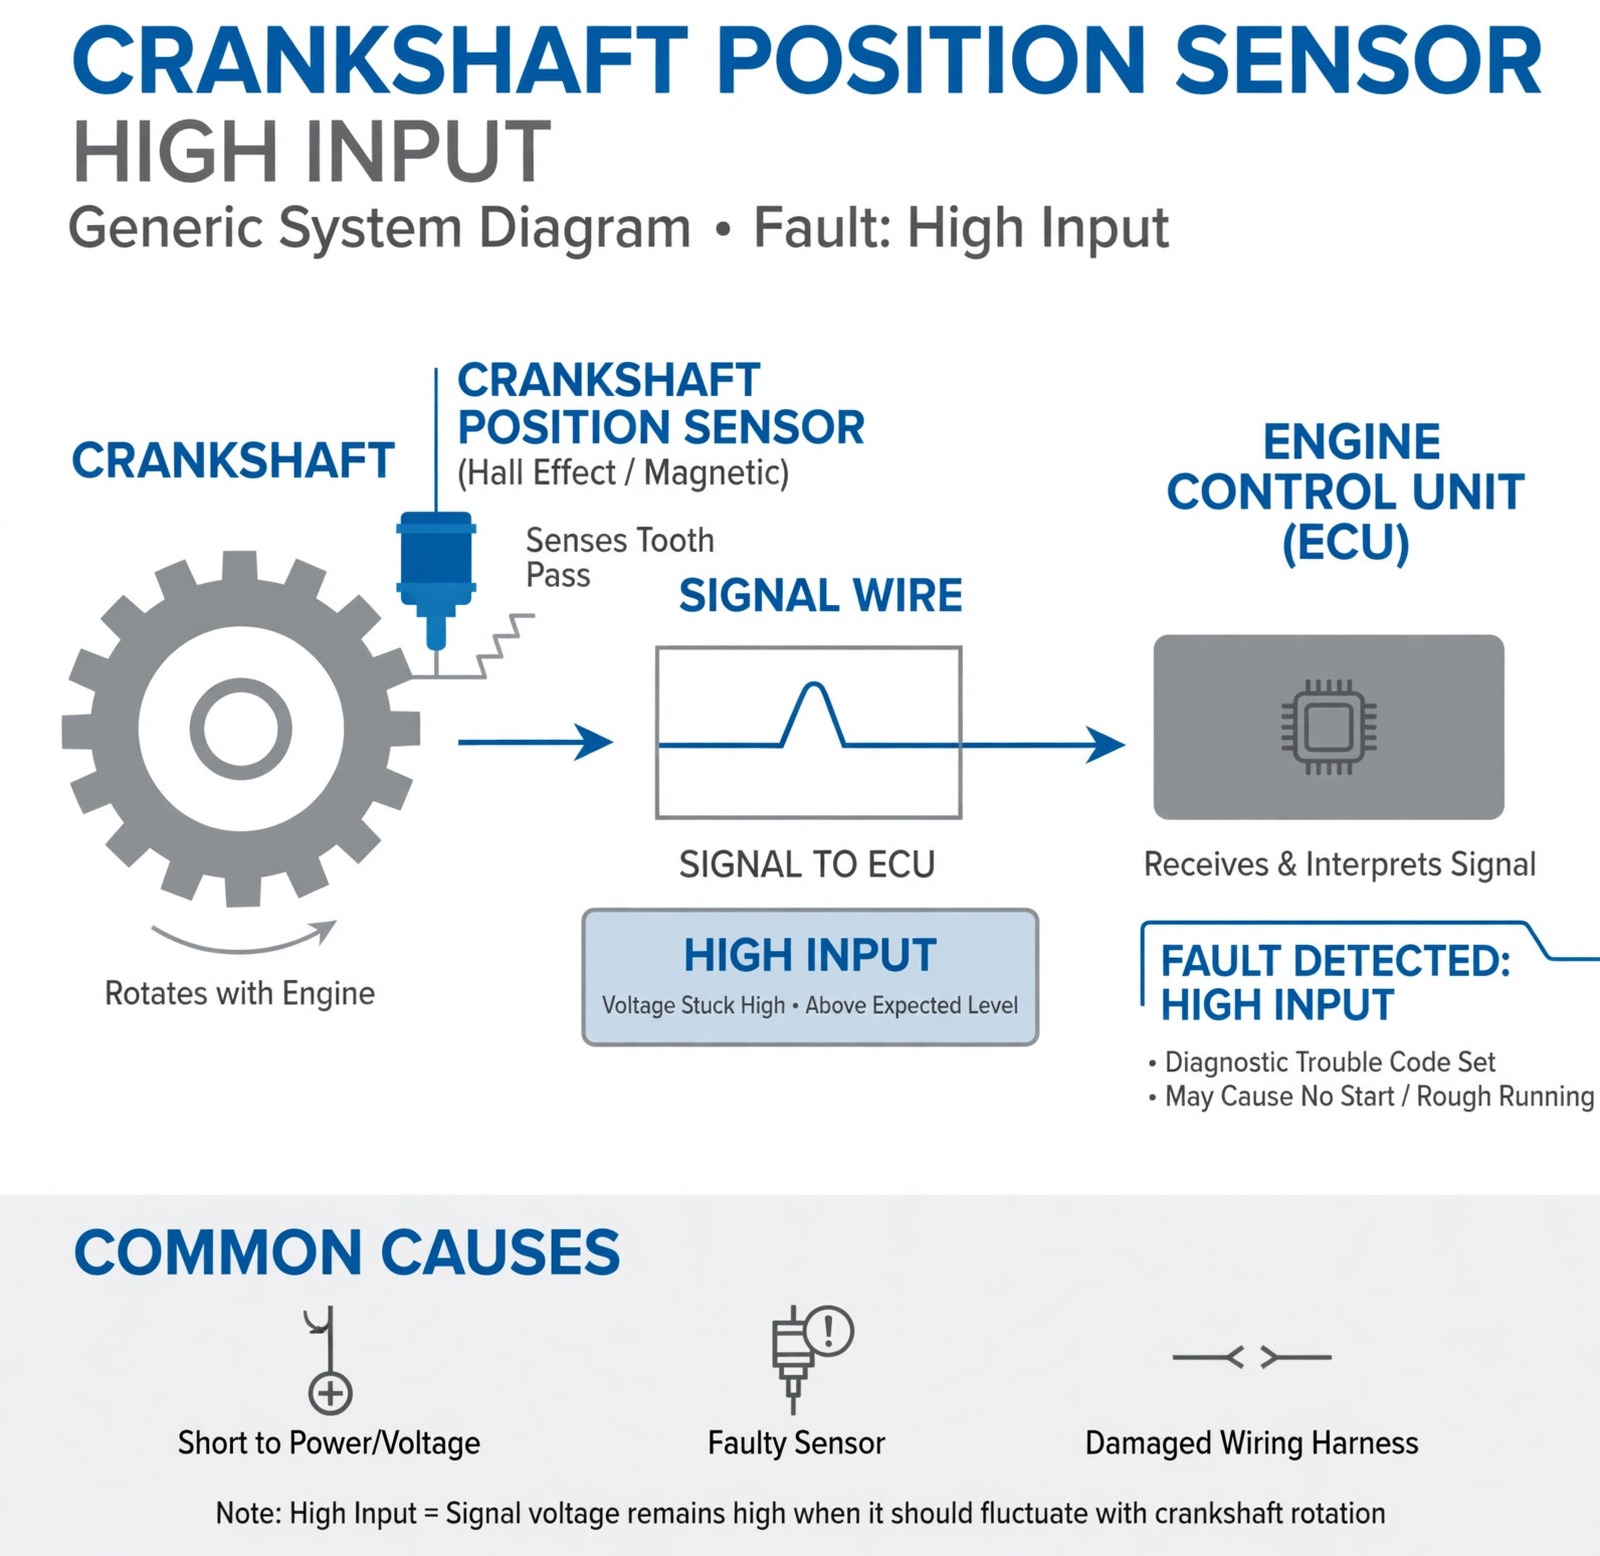 CRANKSHAFT POSITION SENSOR
HIGH INPUT
Generic System Diagram • Fault: High Input
CRANKSHAFT
CRANKSHAFT
POSITION SENSOR
(Hall Effect / Magnetic)
Senses Tooth
Pass
SIGNAL WIRE
ENGINE
CONTROL UNIT
(ECU)
Rotates with Engine
SIGNAL TO ECU
HIGH INPUT
Voltage Stuck High • Above Expected Level
Receives & Interprets Signal
FAULT DETECTED:
HIGH INPUT
• Diagnostic Trouble Code Set
• May Cause No Start / Rough Running
COMMON CAUSES
Short to Power/Voltage
Faulty Sensor
Damaged Wiring Harness
Note: High Input = Signal voltage remains high when it should fluctuate with crankshaft rotation